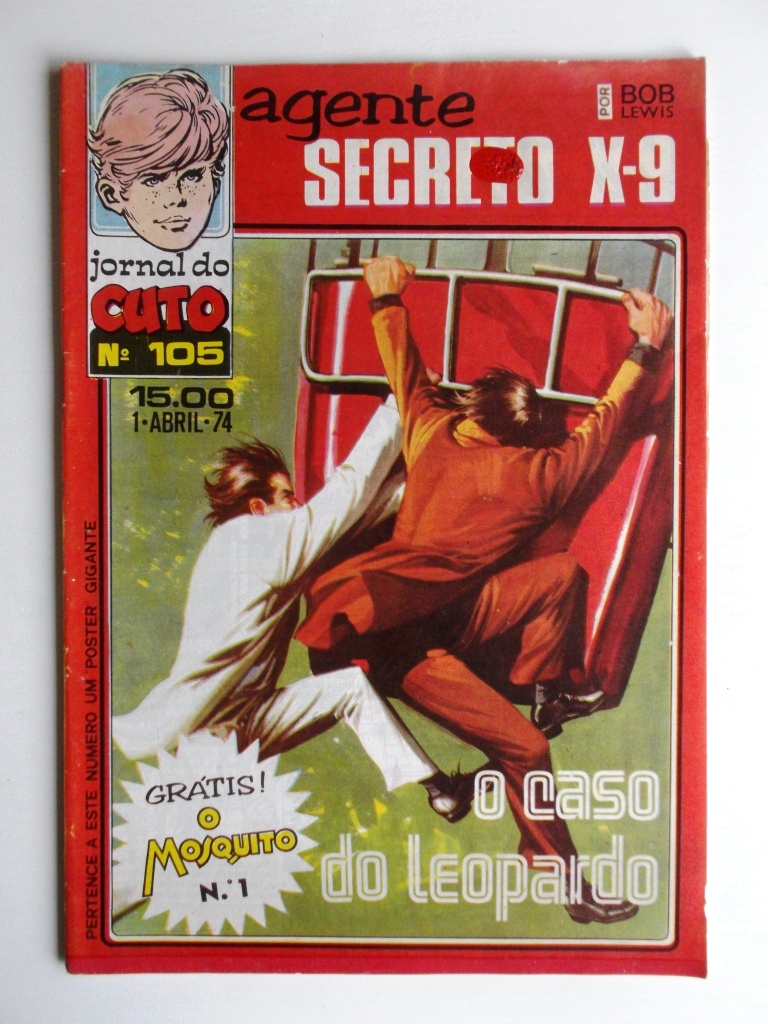 agente
SECRETO X-9
POR BOB
LEWIS
jornal do
CUTO
Nº 105
15.00
1•ABRIL•74
PERTENCE A ESTE NUMERO UM POSTER GIGANTE
GRÁTIS!
O
MOSQUITO
N.º 1
o caso
do leopardo